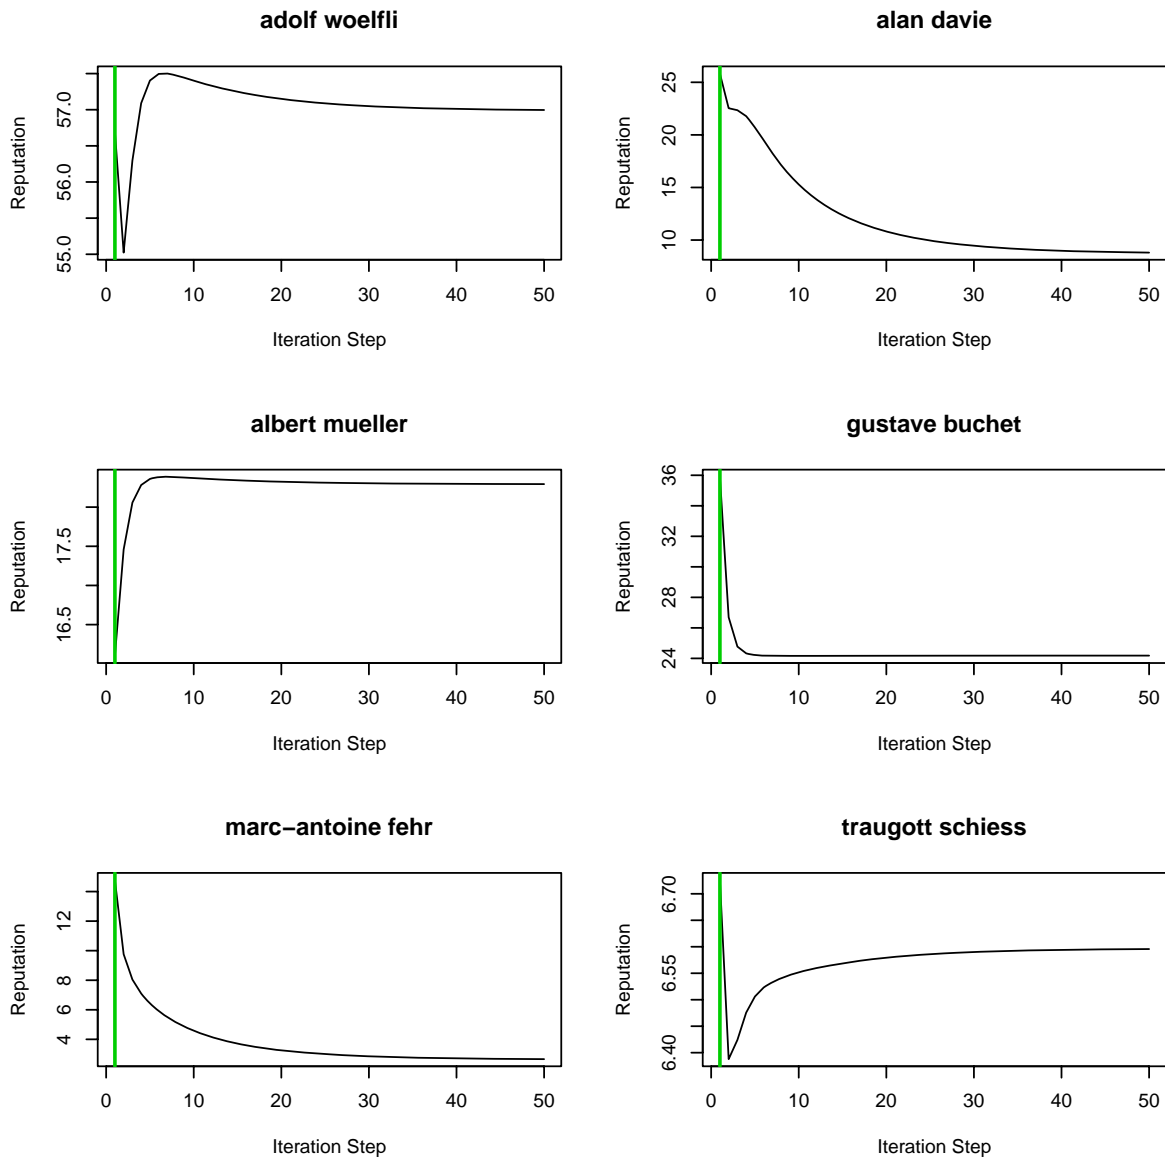 adolf woelfli
Reputation
55.0 56.0 57.0
0 10 20 30 40 50
Iteration Step
alan davie
Reputation
10 15 20 25
0 10 20 30 40 50
Iteration Step
albert mueller
Reputation
16.5 17.5
0 10 20 30 40 50
Iteration Step
gustave buchet
Reputation
24 28 32 36
0 10 20 30 40 50
Iteration Step
marc−antoine fehr
Reputation
4 6 8 12
0 10 20 30 40 50
Iteration Step
traugott schiess
Reputation
6.40 6.55 6.70
0 10 20 30 40 50
Iteration Step